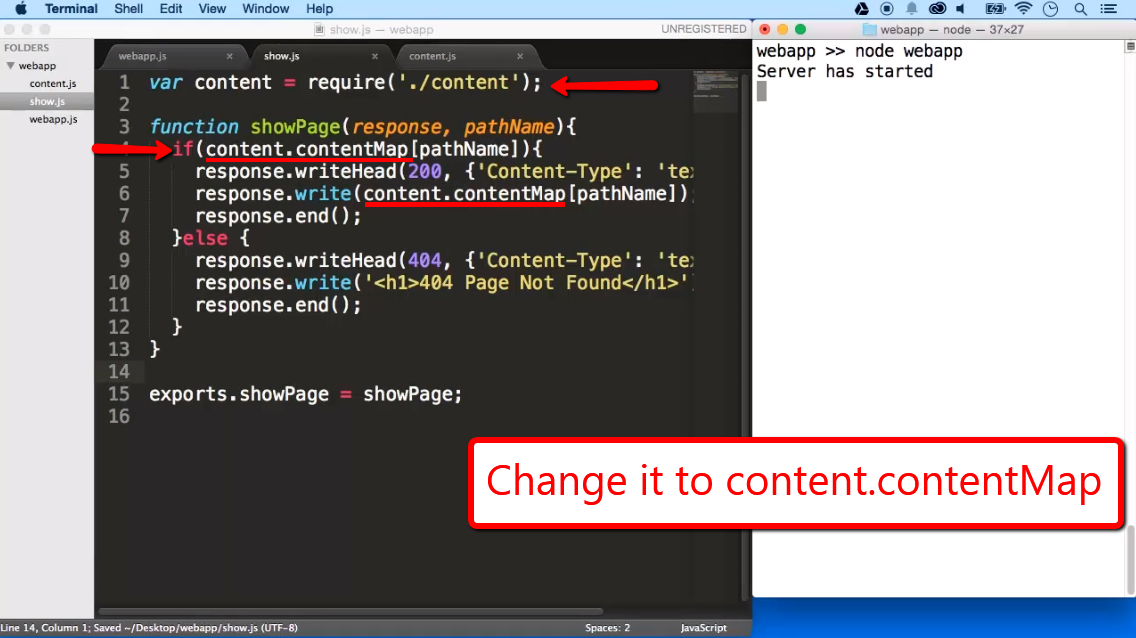 Terminal Shell Edit View Window Help
show.js — webapp
UNREGISTERED
webapp — node — 37×27
FOLDERS
webapp
content.js
show.js
webapp.js
webapp.js × show.js × content.js ×
1 var content = require('./content');
2
3 function showPage(response, pathName){
4 if(content.contentMap[pathName]){
5 response.writeHead(200, {'Content-Type': 'te
6 response.write(content.contentMap[pathName]);
7 response.end();
8 }else {
9 response.writeHead(404, {'Content-Type': 'te
10 response.write('<h1>404 Page Not Found</h1>'
11 response.end();
12 }
13 }
14
15 exports.showPage = showPage;
16
webapp >> node webapp
Server has started
Change it to content.contentMap
Line 14, Column 1; Saved ~/Desktop/webapp/show.js (UTF-8)
Spaces: 2
JavaScript